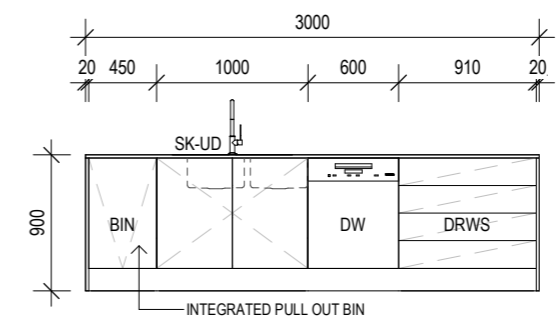 3000
20 450 1000 600 910 20
SK-UD
900
BIN DW DRWS
INTEGRATED PULL OUT BIN